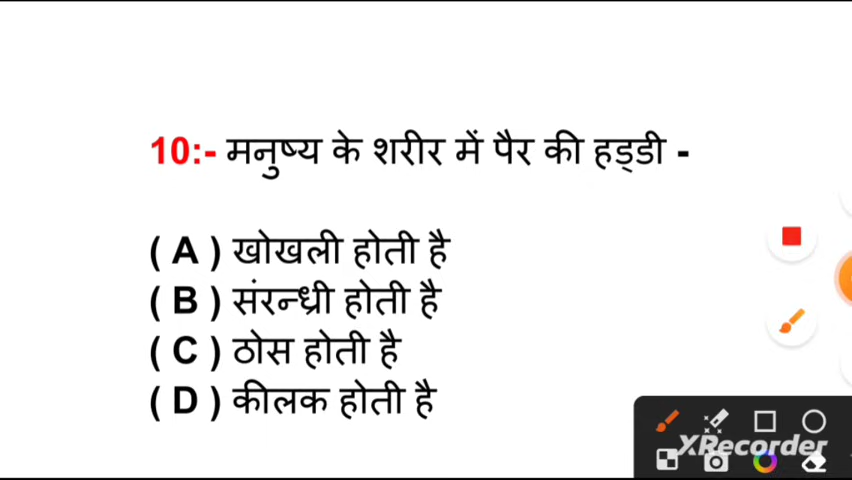 10:- मनुष्य के शरीर में पैर की हड्डी -
( A ) खोखली होती है
( B ) संरन्ध्री होती है
( C ) ठोस होती है
( D ) कीलक होती है
XRecorder